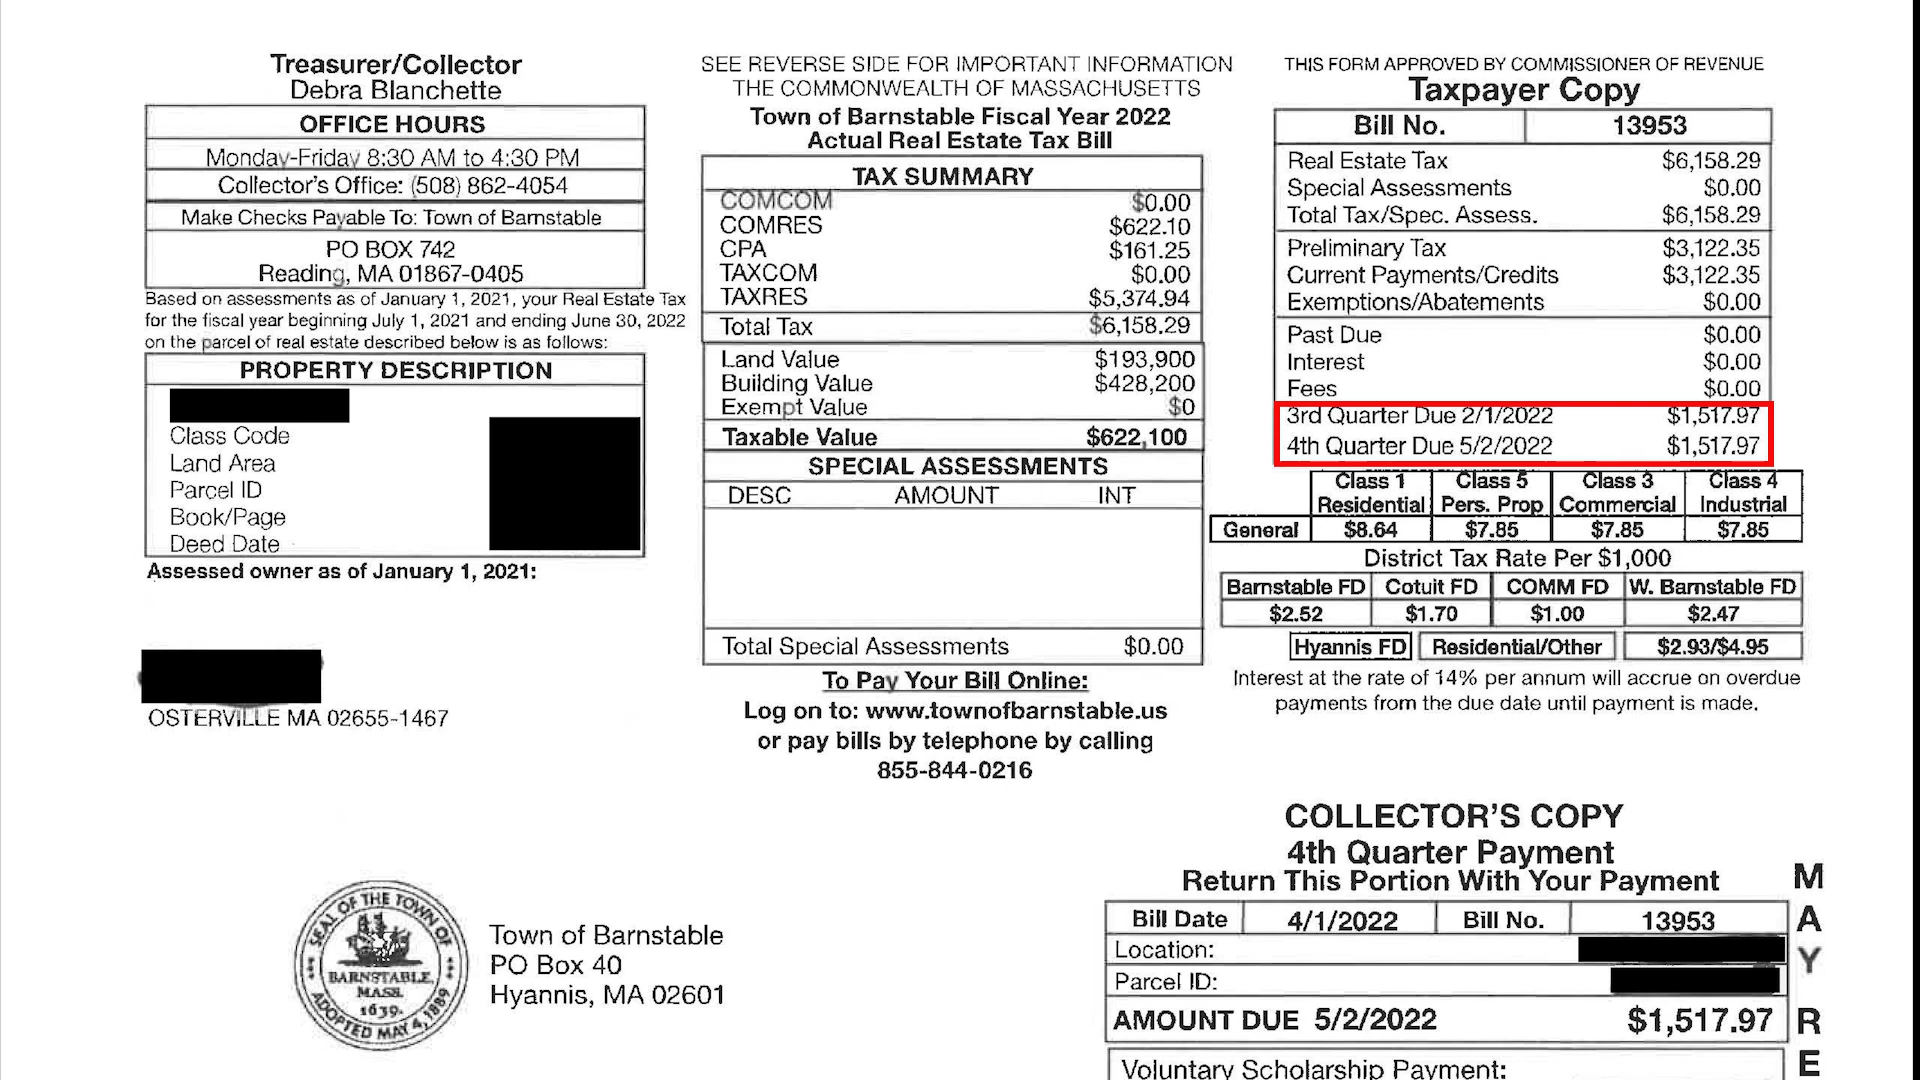 Treasurer/Collector
Debra Blanchette
OFFICE HOURS
Monday-Friday 8:30 AM to 4:30 PM
Collector's Office: (508) 862-4054
Make Checks Payable To: Town of Barnstable
PO BOX 742
Reading, MA 01867-0405
Based on assessments as of January 1, 2021, your Real Estate Tax
for the fiscal year beginning July 1, 2021 and ending June 30, 2022
on the parcel of real estate described below is as follows:
PROPERTY DESCRIPTION
Class Code
Land Area
Parcel ID
Book/Page
Deed Date
Assessed owner as of January 1, 2021:
OSTERVILLE MA 02655-1467
SEE REVERSE SIDE FOR IMPORTANT INFORMATION
THE COMMONWEALTH OF MASSACHUSETTS
Town of Barnstable Fiscal Year 2022
Actual Real Estate Tax Bill
TAX SUMMARY
COMCOM $0.00
COMRES $622.10
CPA $161.25
TAXCOM $0.00
TAXRES $5,374.94
Total Tax $6,158.29
Land Value $193,900
Building Value $428,200
Exempt Value $0
Taxable Value $622,100
SPECIAL ASSESSMENTS
DESC AMOUNT INT
Total Special Assessments $0.00
To Pay Your Bill Online:
Log on to: www.townofbarnstable.us
or pay bills by telephone by calling
855-844-0216
THIS FORM APPROVED BY COMMISSIONER OF REVENUE
Taxpayer Copy
Bill No. 13953
Real Estate Tax $6,158.29
Special Assessments $0.00
Total Tax/Spec. Assess. $6,158.29
Preliminary Tax $3,122.35
Current Payments/Credits $3,122.35
Exemptions/Abatements $0.00
Past Due $0.00
Interest $0.00
Fees $0.00
3rd Quarter Due 2/1/2022 $1,517.97
4th Quarter Due 5/2/2022 $1,517.97
Class 1 Class 5 Class 3 Class 4
Residential Pers. Prop Commercial Industrial
General $8.64 $7.85 $7.85 $7.85
District Tax Rate Per $1,000
Barnstable FD Cotuit FD COMM FD W. Barnstable FD
$2.52 $1.70 $1.00 $2.47
Hyannis FD Residential/Other $2.93/$4.95
Interest at the rate of 14% per annum will accrue on overdue
payments from the due date until payment is made.
SEAL OF THE TOWN OF
BARNSTABLE,
MASS.
1639.
ADOPTED MAY 4, 1889
Town of Barnstable
PO Box 40
Hyannis, MA 02601
COLLECTOR'S COPY
4th Quarter Payment
Return This Portion With Your Payment
Bill Date 4/1/2022 Bill No. 13953
Location:
Parcel ID:
AMOUNT DUE 5/2/2022 $1,517.97
Voluntary Scholarship Payment:
M
A
Y
R
E